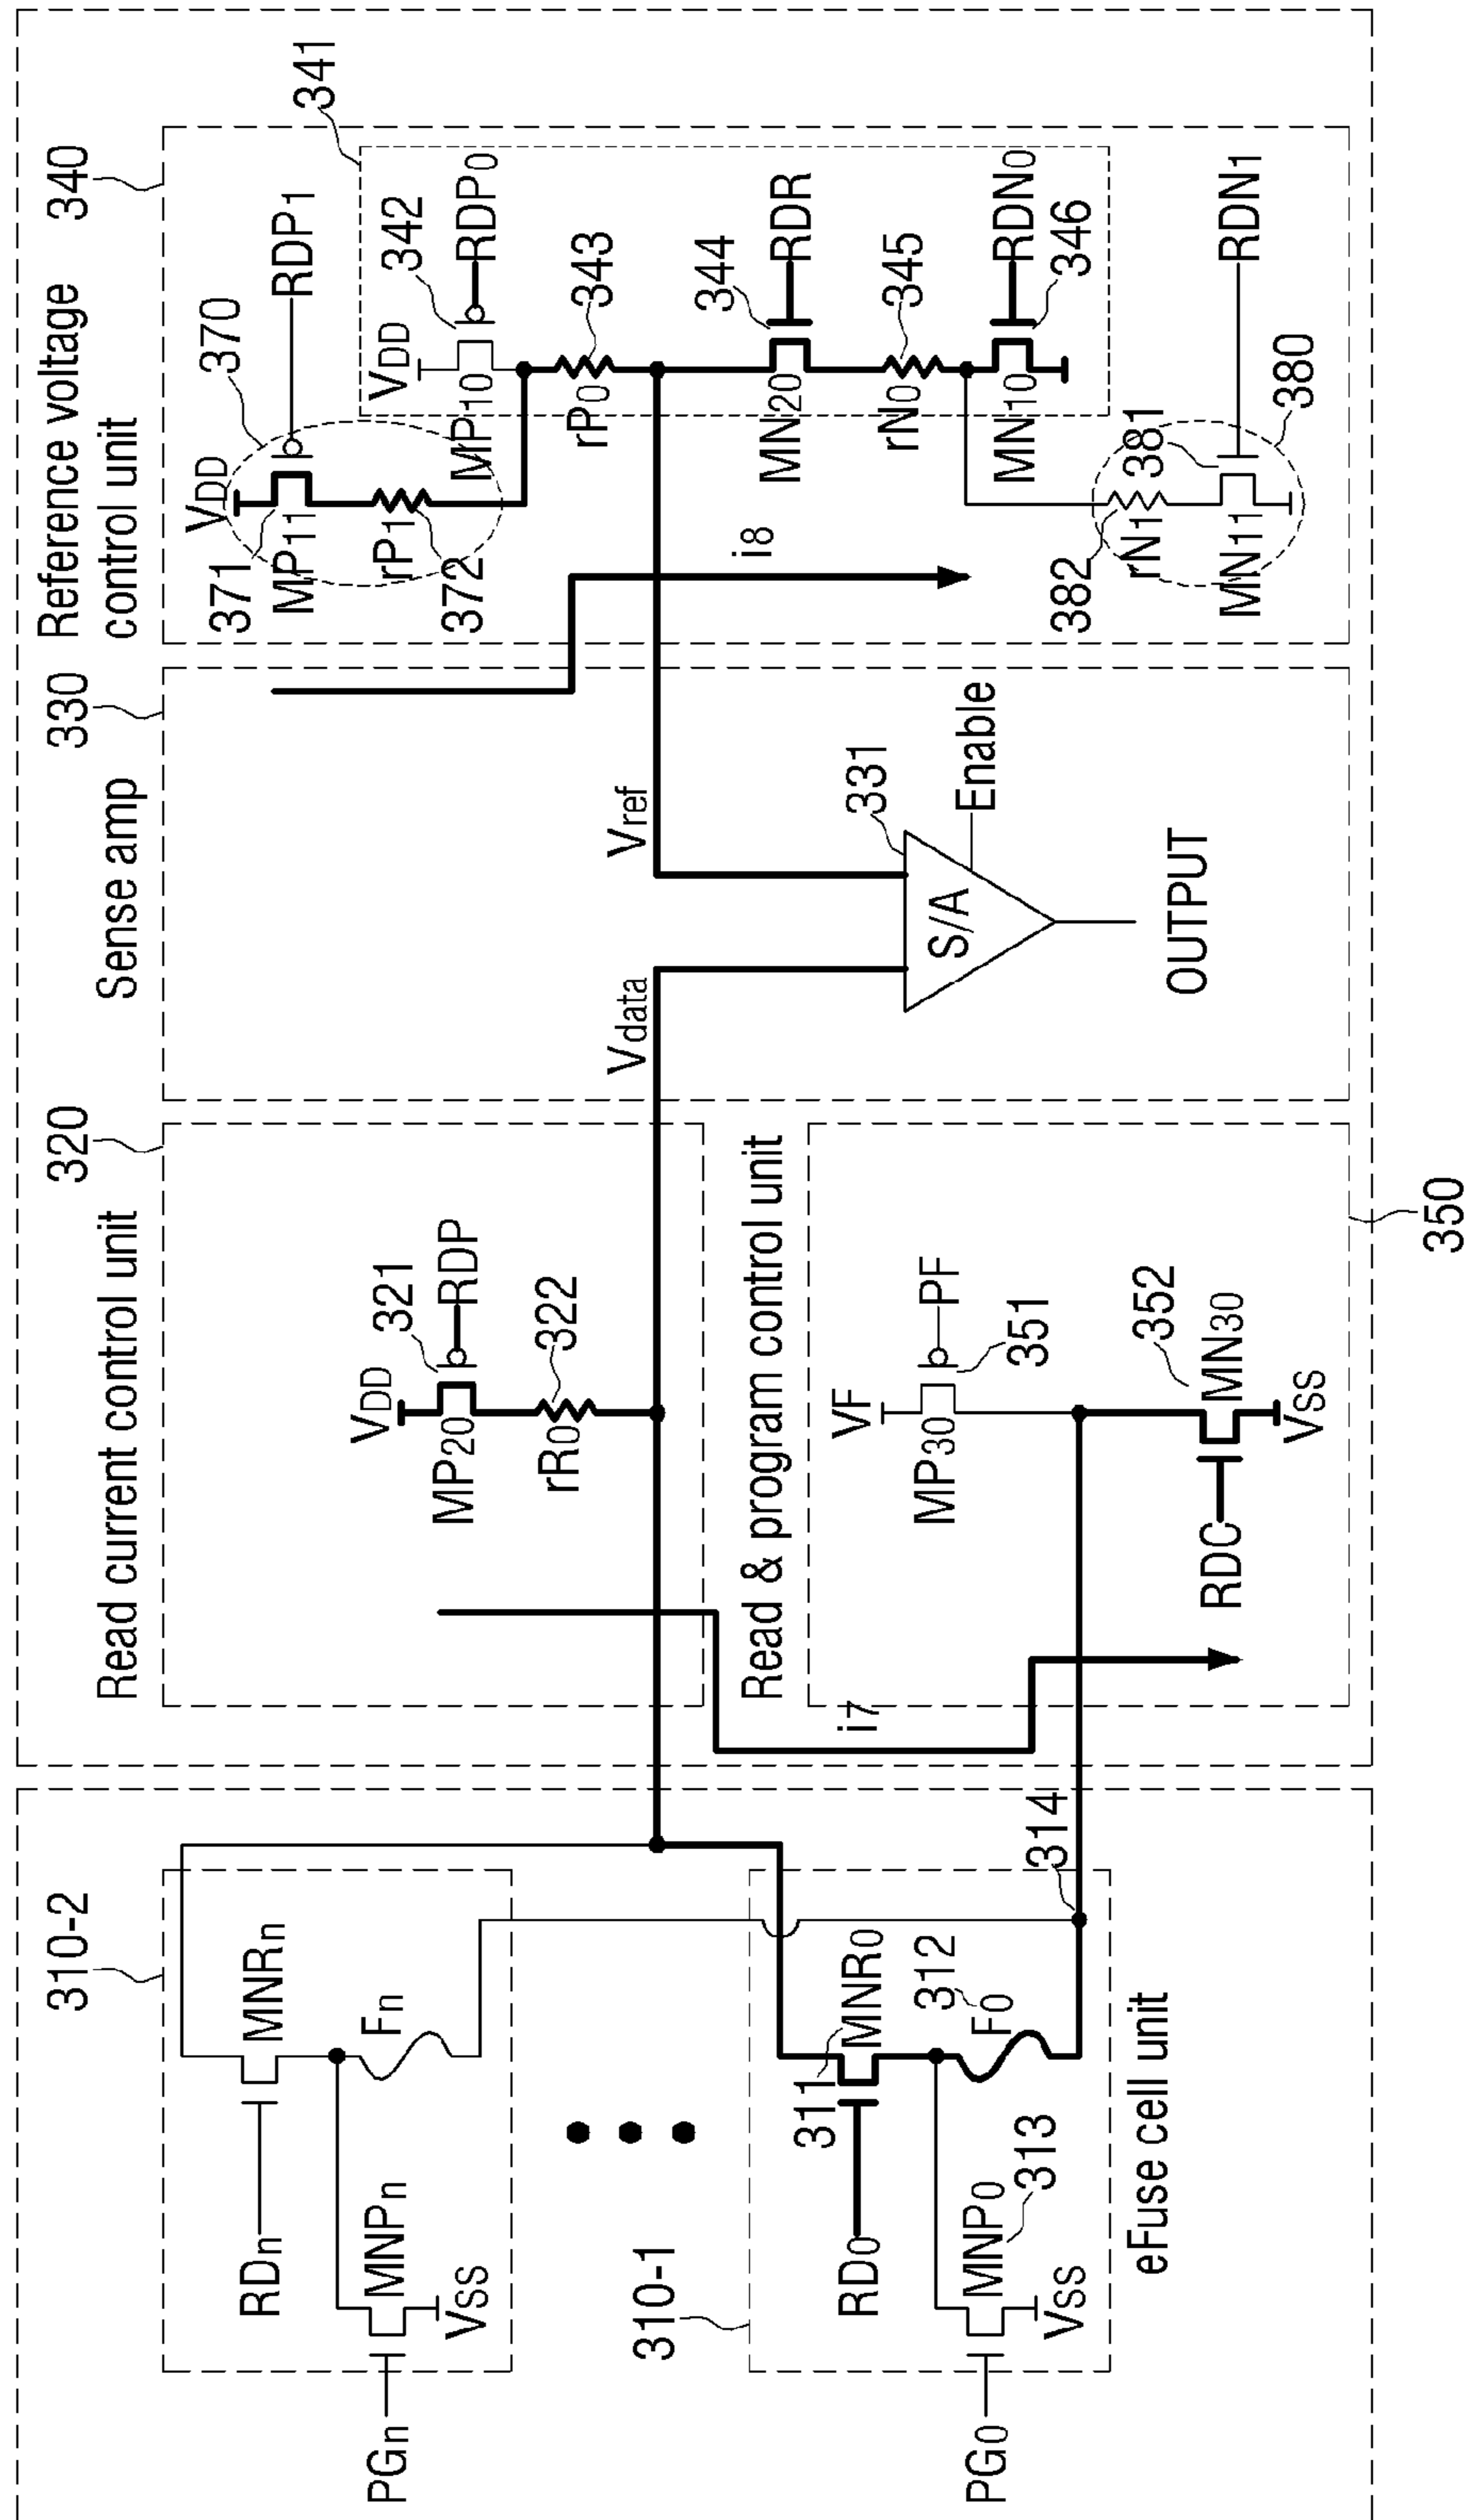 310-2
RDn
MNRn
PGn
MNPn
VSS
Fn
310-1
RD0
311
MNR0
312
F0
PG0
MNP0
313
VSS
314
eFuse cell unit
Read current control unit
320
VDD
321
MP20
RDP
rR0
322
i7
Read & program control unit
VF
MP30
PF
351
352
RDC
MN30
VSS
350
Sense amp
330
Vdata
Vref
331
S/A
Enable
OUTPUT
Reference voltage
control unit
340
341
VDD
370
371
MP11
RDP1
rP1
372
VDD
342
MP10
RDP0
rP0
343
i8
344
MN20
RDR
rN0
345
MN10
RDN0
346
382
rN1
381
MN11
RDN1
380